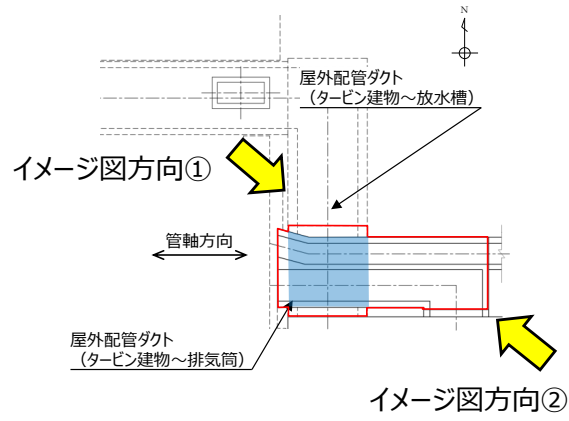 N
屋外配管ダクト
（タービン建物～放水槽）
イメージ図方向①
管軸方向
屋外配管ダクト
（タービン建物～排気筒）
イメージ図方向②